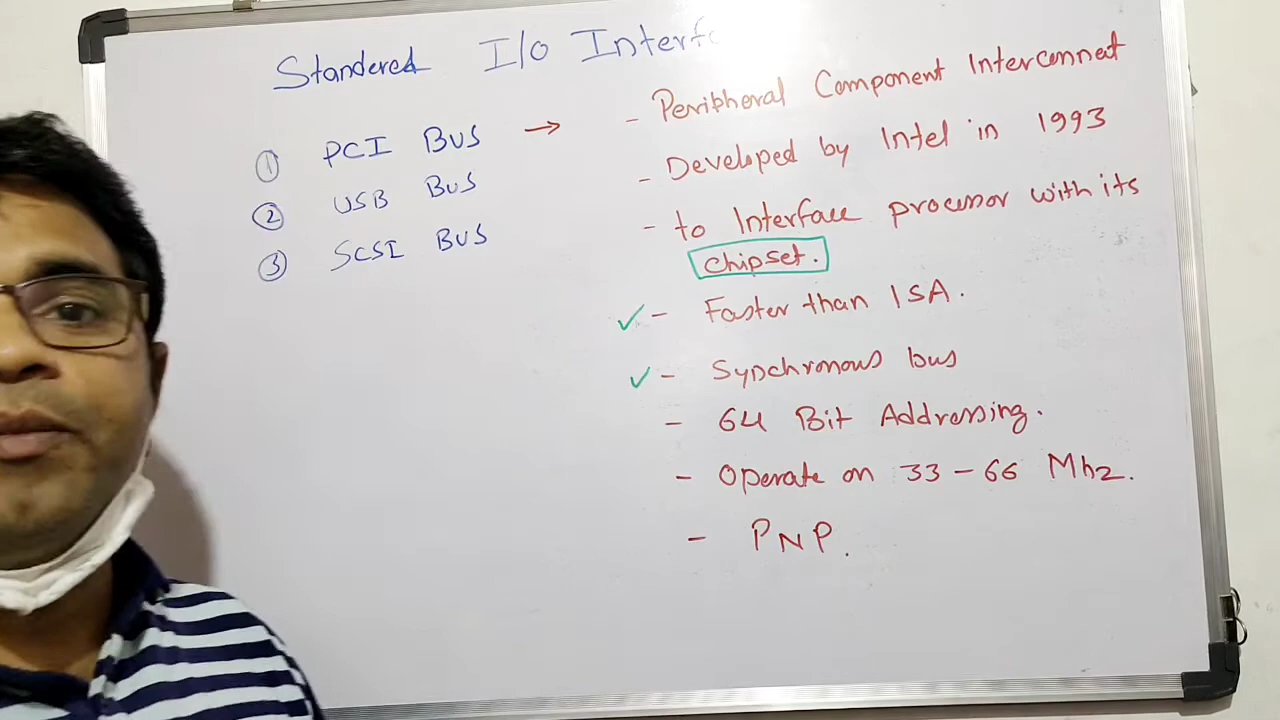 Standered I/o Interfa
① PCI BUS →
② USB BUS
③ SCSI BUS
- Peripheral Component Interconnect
- Developed by Intel in 1993
- to Interface processor with its
chipset.
✓ - Faster than ISA.
✓ - Synchronous bus
- 64 Bit Addressing.
- Operate on 33-66 Mhz.
- PNP.